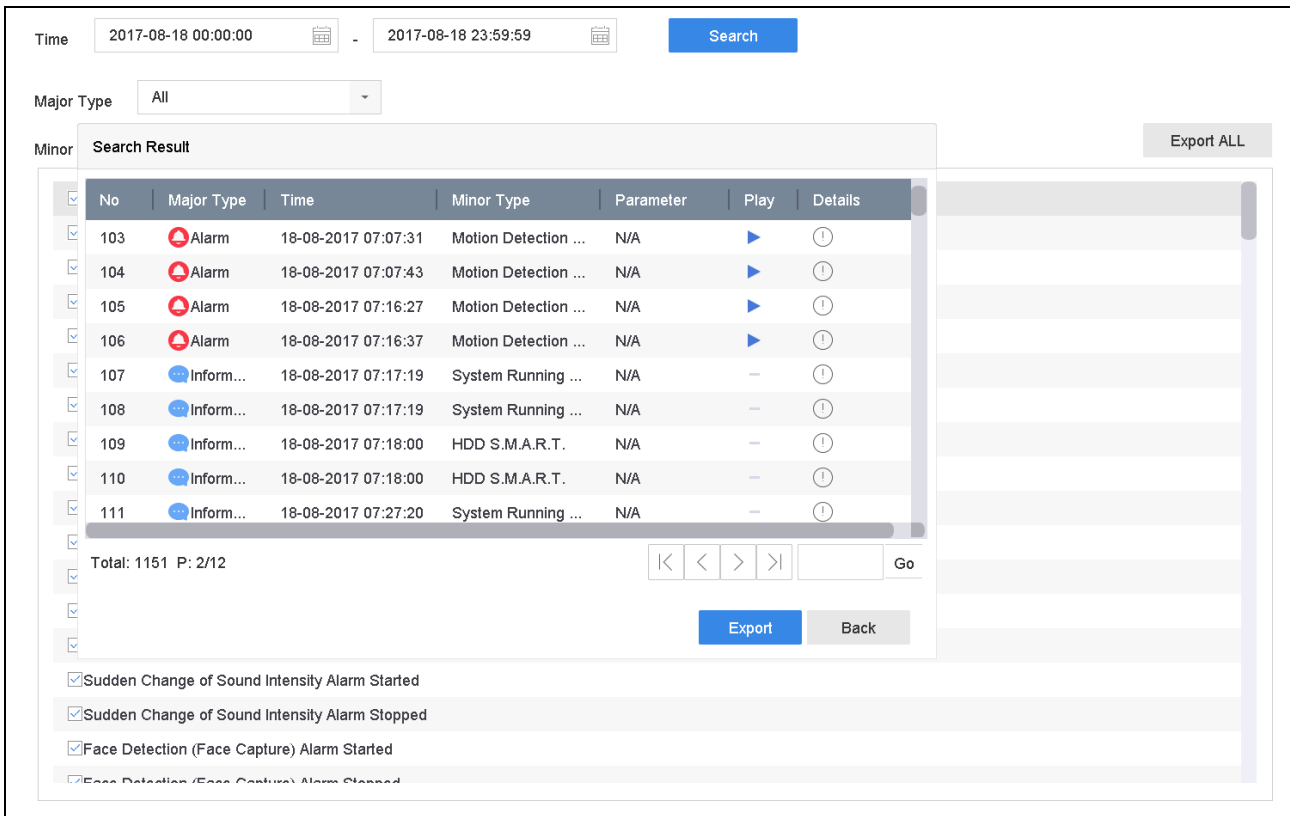 Time 2017-08-18 00:00:00 - 2017-08-18 23:59:59 Search
Major Type All
Minor Export ALL
Search Result
No Major Type Time Minor Type Parameter Play Details
103 Alarm 18-08-2017 07:07:31 Motion Detection ... N/A
104 Alarm 18-08-2017 07:07:43 Motion Detection ... N/A
105 Alarm 18-08-2017 07:16:27 Motion Detection ... N/A
106 Alarm 18-08-2017 07:16:37 Motion Detection ... N/A
107 Inform... 18-08-2017 07:17:19 System Running ... N/A –
108 Inform... 18-08-2017 07:17:19 System Running ... N/A –
109 Inform... 18-08-2017 07:18:00 HDD S.M.A.R.T. N/A –
110 Inform... 18-08-2017 07:18:00 HDD S.M.A.R.T. N/A –
111 Inform... 18-08-2017 07:27:20 System Running ... N/A –
Total: 1151 P: 2/12 Go
Export Back
Sudden Change of Sound Intensity Alarm Started
Sudden Change of Sound Intensity Alarm Stopped
Face Detection (Face Capture) Alarm Started
Face Detection (Face Capture) Alarm Stopped